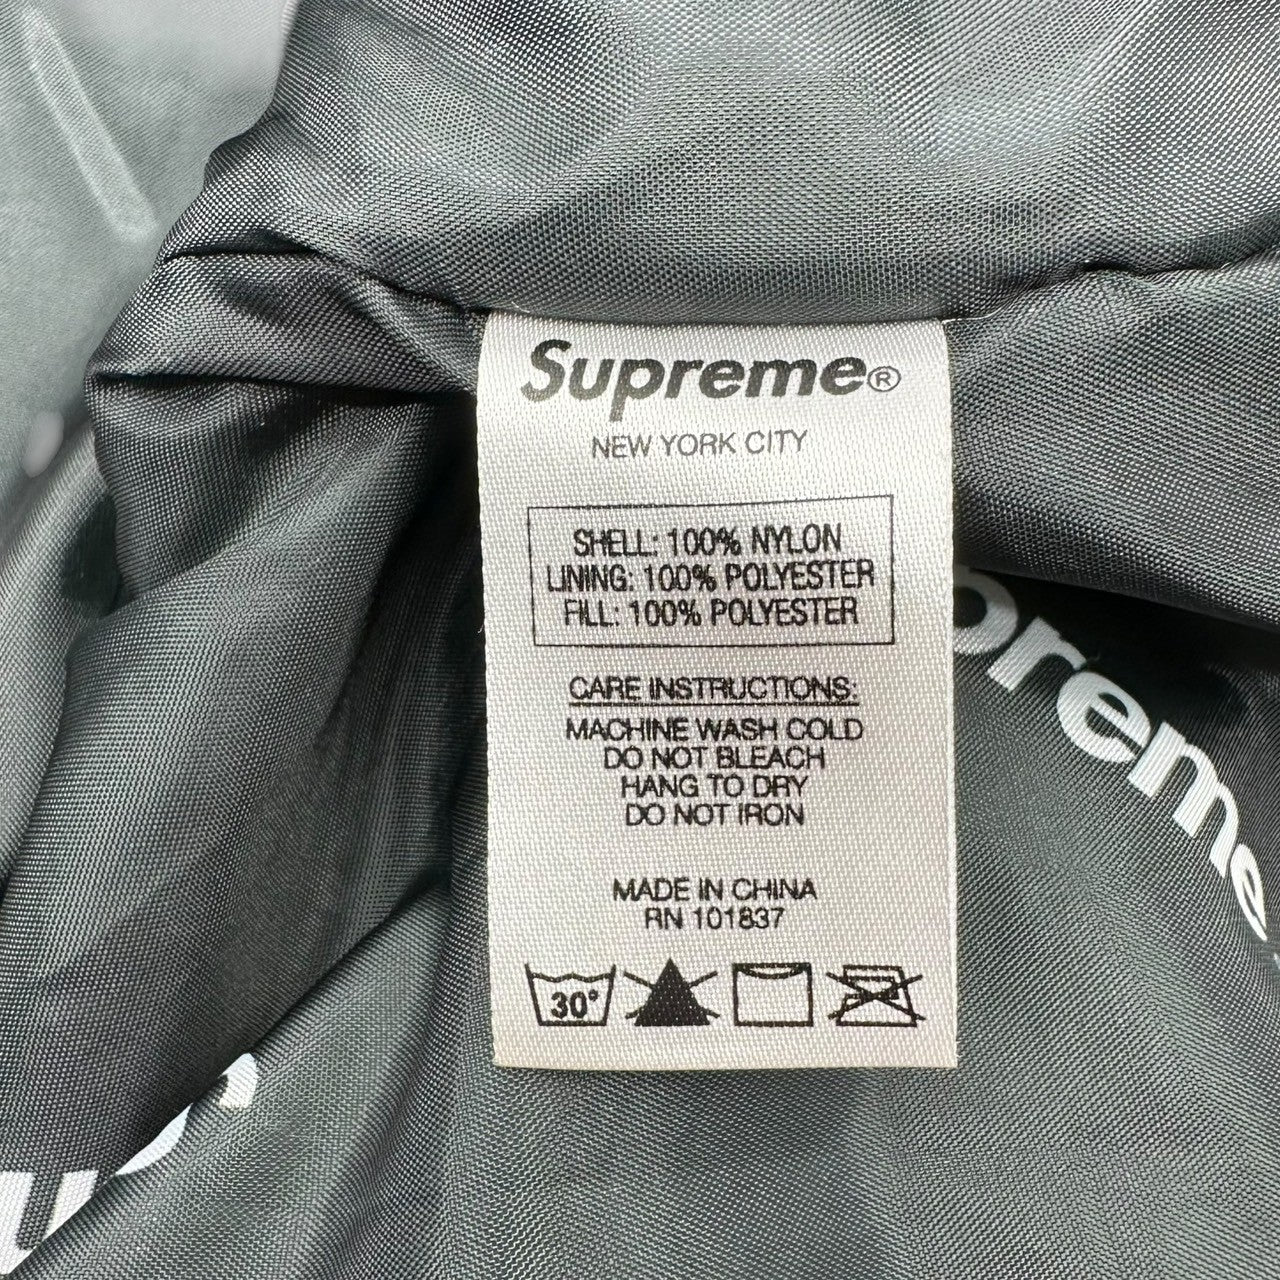 Supreme®
NEW YORK CITY
SHELL: 100% NYLON
LINING: 100% POLYESTER
FILL: 100% POLYESTER
CARE INSTRUCTIONS:
MACHINE WASH COLD
DO NOT BLEACH
HANG TO DRY
DO NOT IRON
MADE IN CHINA
RN 101837
30°
preme